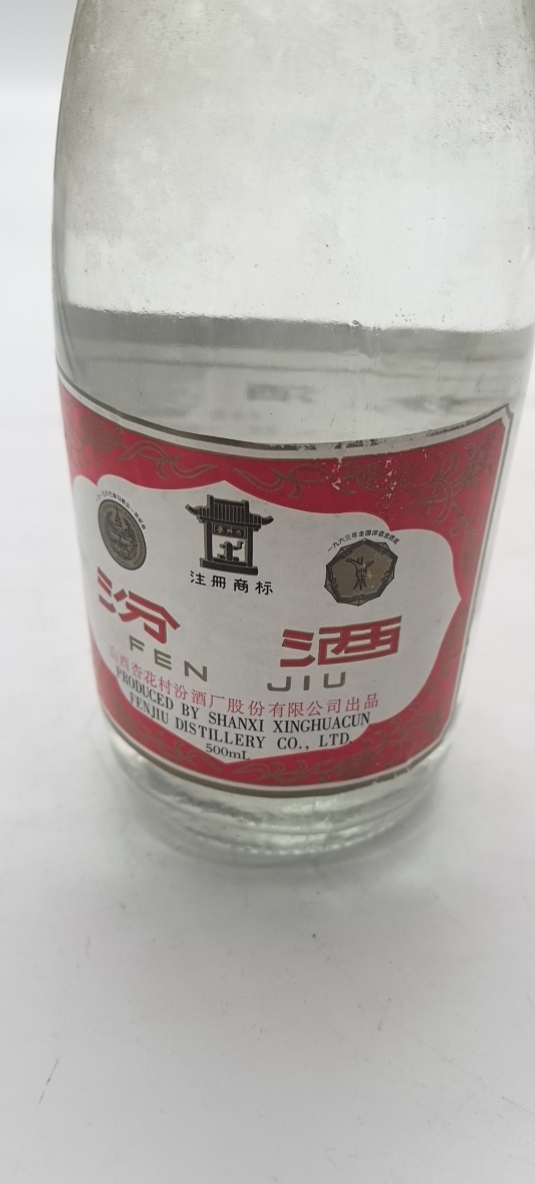 注册商标
汾酒
FEN JIU
山西杏花村汾酒厂股份有限公司出品
PRODUCED BY SHANXI XINGHUACUN
FENJIU DISTILLERY CO., LTD.
500mL